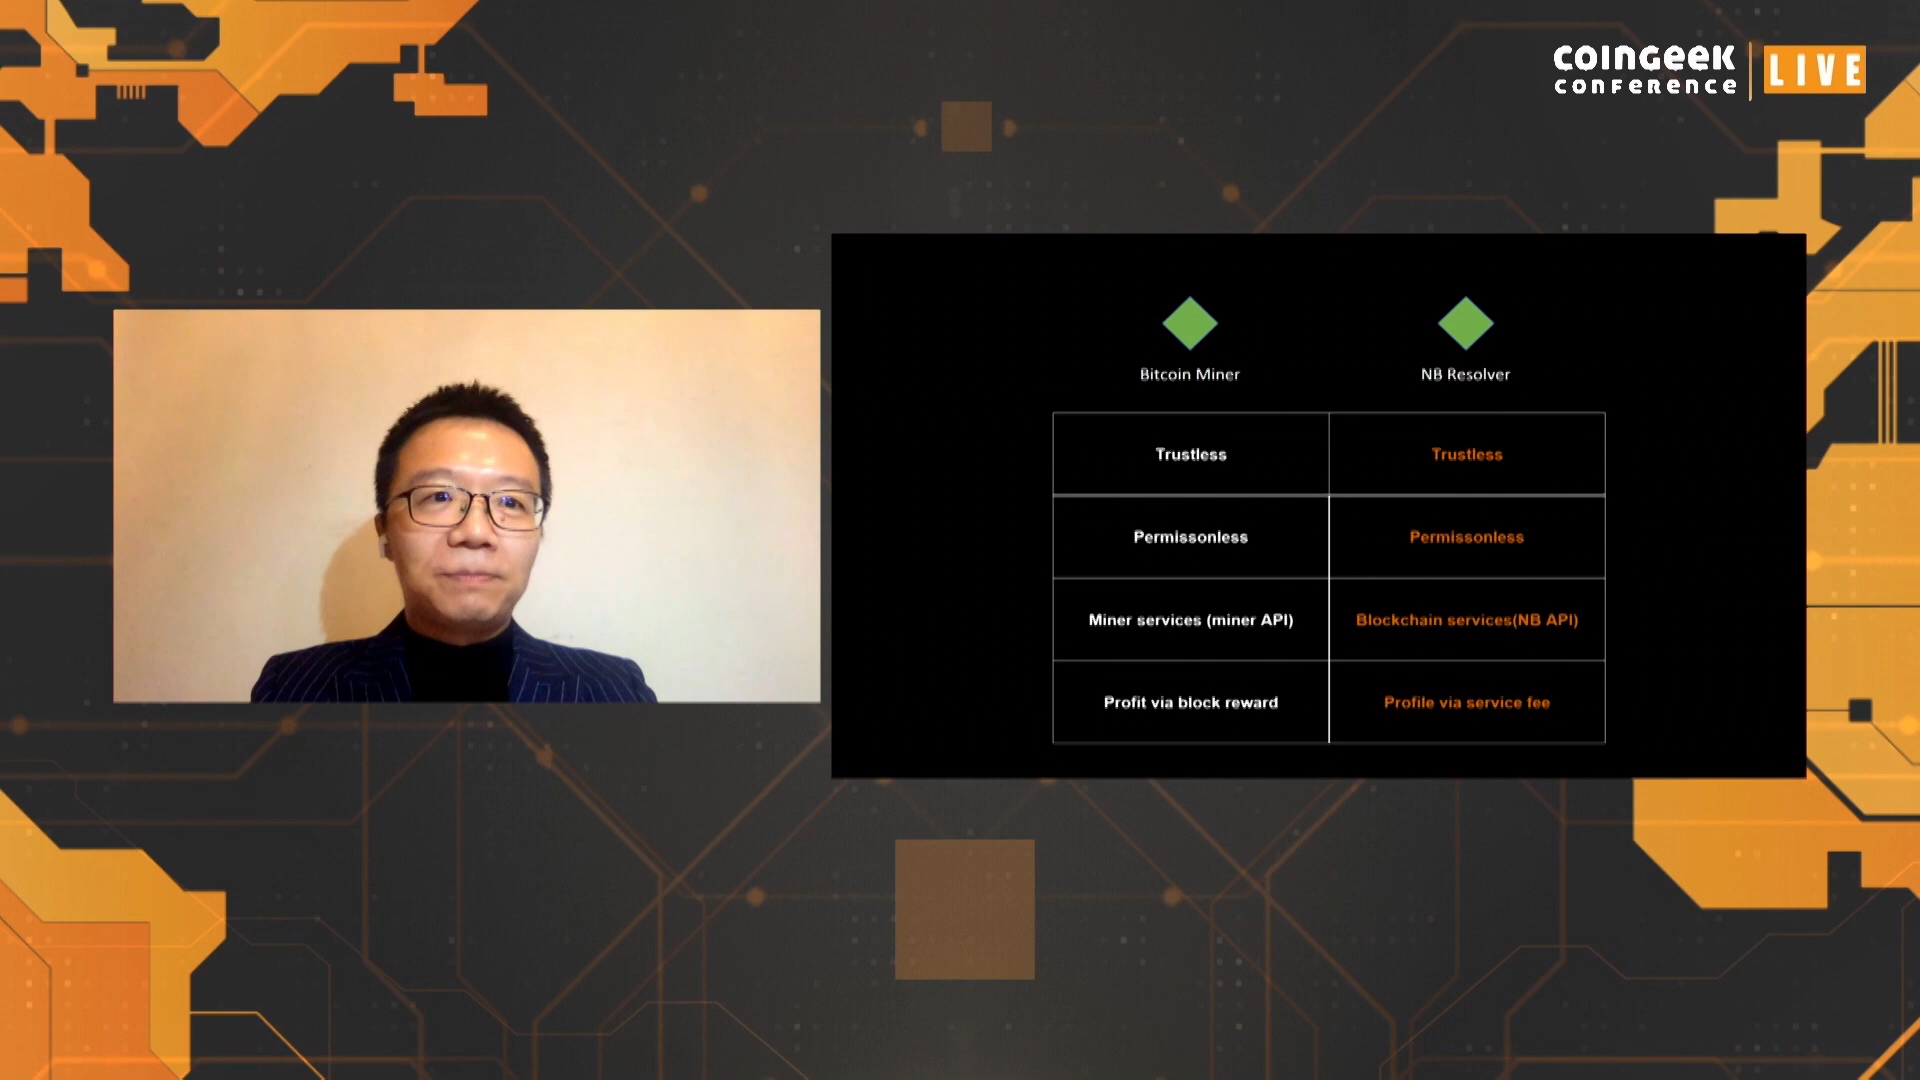 COINGEEK
CONFERENCE
LIVE
Bitcoin Miner
NB Resolver
Trustless
Trustless
Permissonless
Permissonless
Miner services (miner API)
Blockchain services(NB API)
Profit via block reward
Profile via service fee